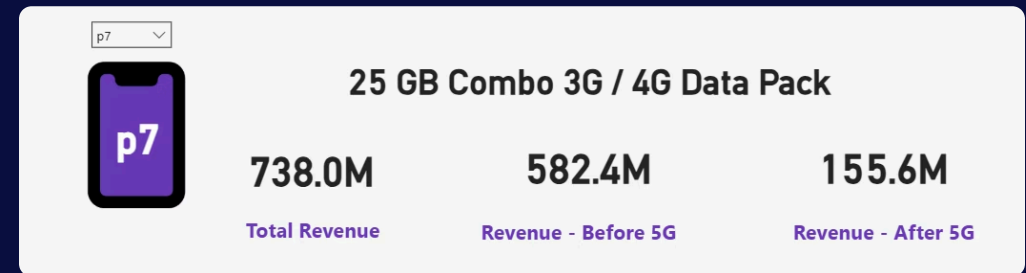 p7
p7
25 GB Combo 3G / 4G Data Pack
738.0M
582.4M
155.6M
Total Revenue
Revenue - Before 5G
Revenue - After 5G